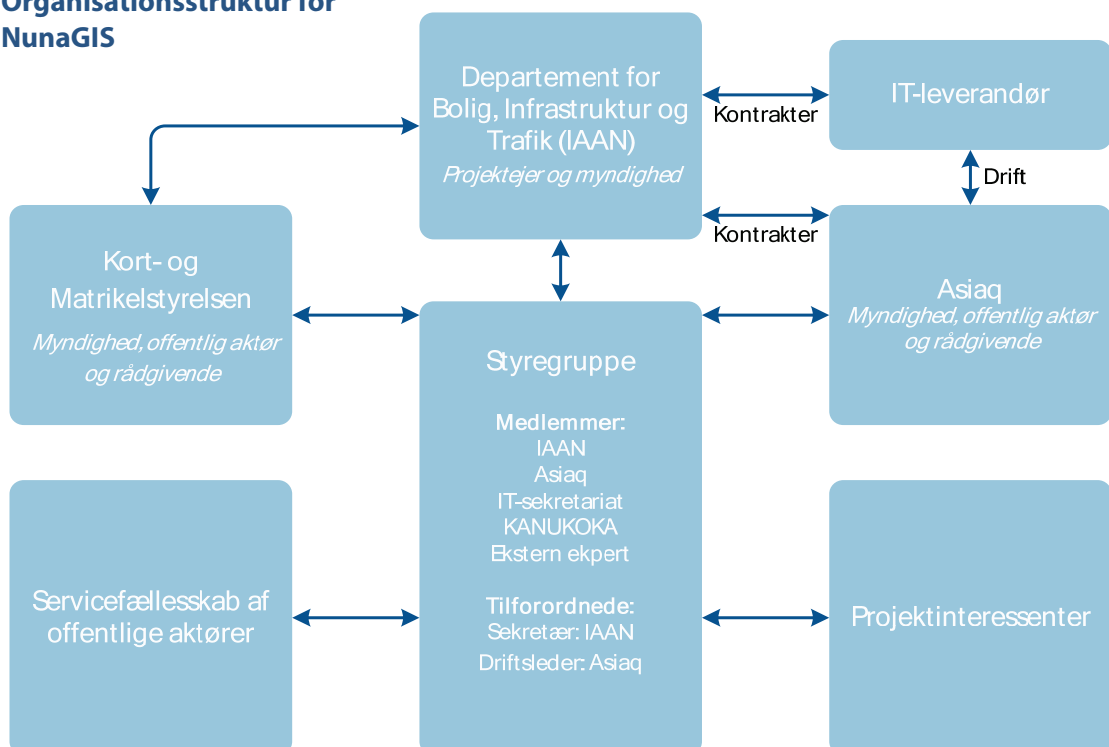 Organisationsstruktur for
NunaGIS
Departement for
Bolig, Infrastruktur og
Trafik (IAAN)
Projektejer og myndighed
Kontrakter
IT-leverandør
Drift
Kontrakter
Kort- og
Matrikelstyrelsen
Myndighed, offentlig aktør
og rådgivende
Asiaq
Myndighed, offentlig aktør
og rådgivende
Styregruppe
Medlemmer:
IAAN
Asiaq
IT-sekretariat
KANUKOKA
Ekstern ekpert
Tilforordnede:
Sekretær: IAAN
Driftsleder: Asiaq
Servicefællesskab af
offentlige aktører
Projektinteressenter